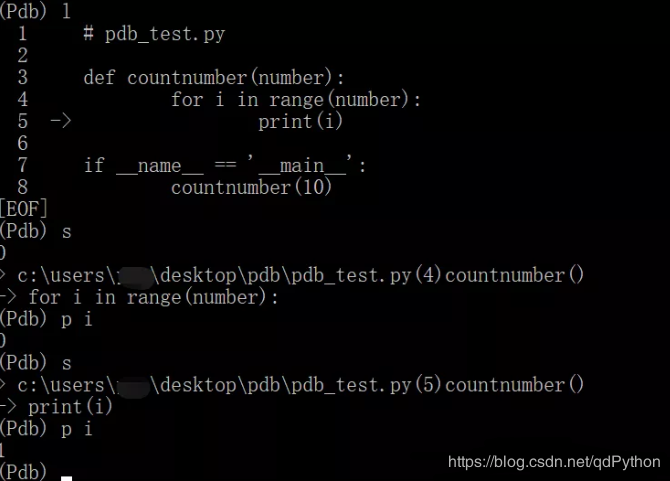 (Pdb) l
1 # pdb_test.py
2
3 def countnumber(number):
4 for i in range(number):
5 -> print(i)
6
7 if __name__ == '__main__':
8 countnumber(10)
[EOF]
(Pdb) s
0
> c:\users\ \desktop\pdb\pdb_test.py(4)countnumber()
-> for i in range(number):
(Pdb) p i
0
(Pdb) s
> c:\users\ \desktop\pdb\pdb_test.py(5)countnumber()
-> print(i)
(Pdb) p i
1
(Pdb)
https://blog.csdn.net/qdPython